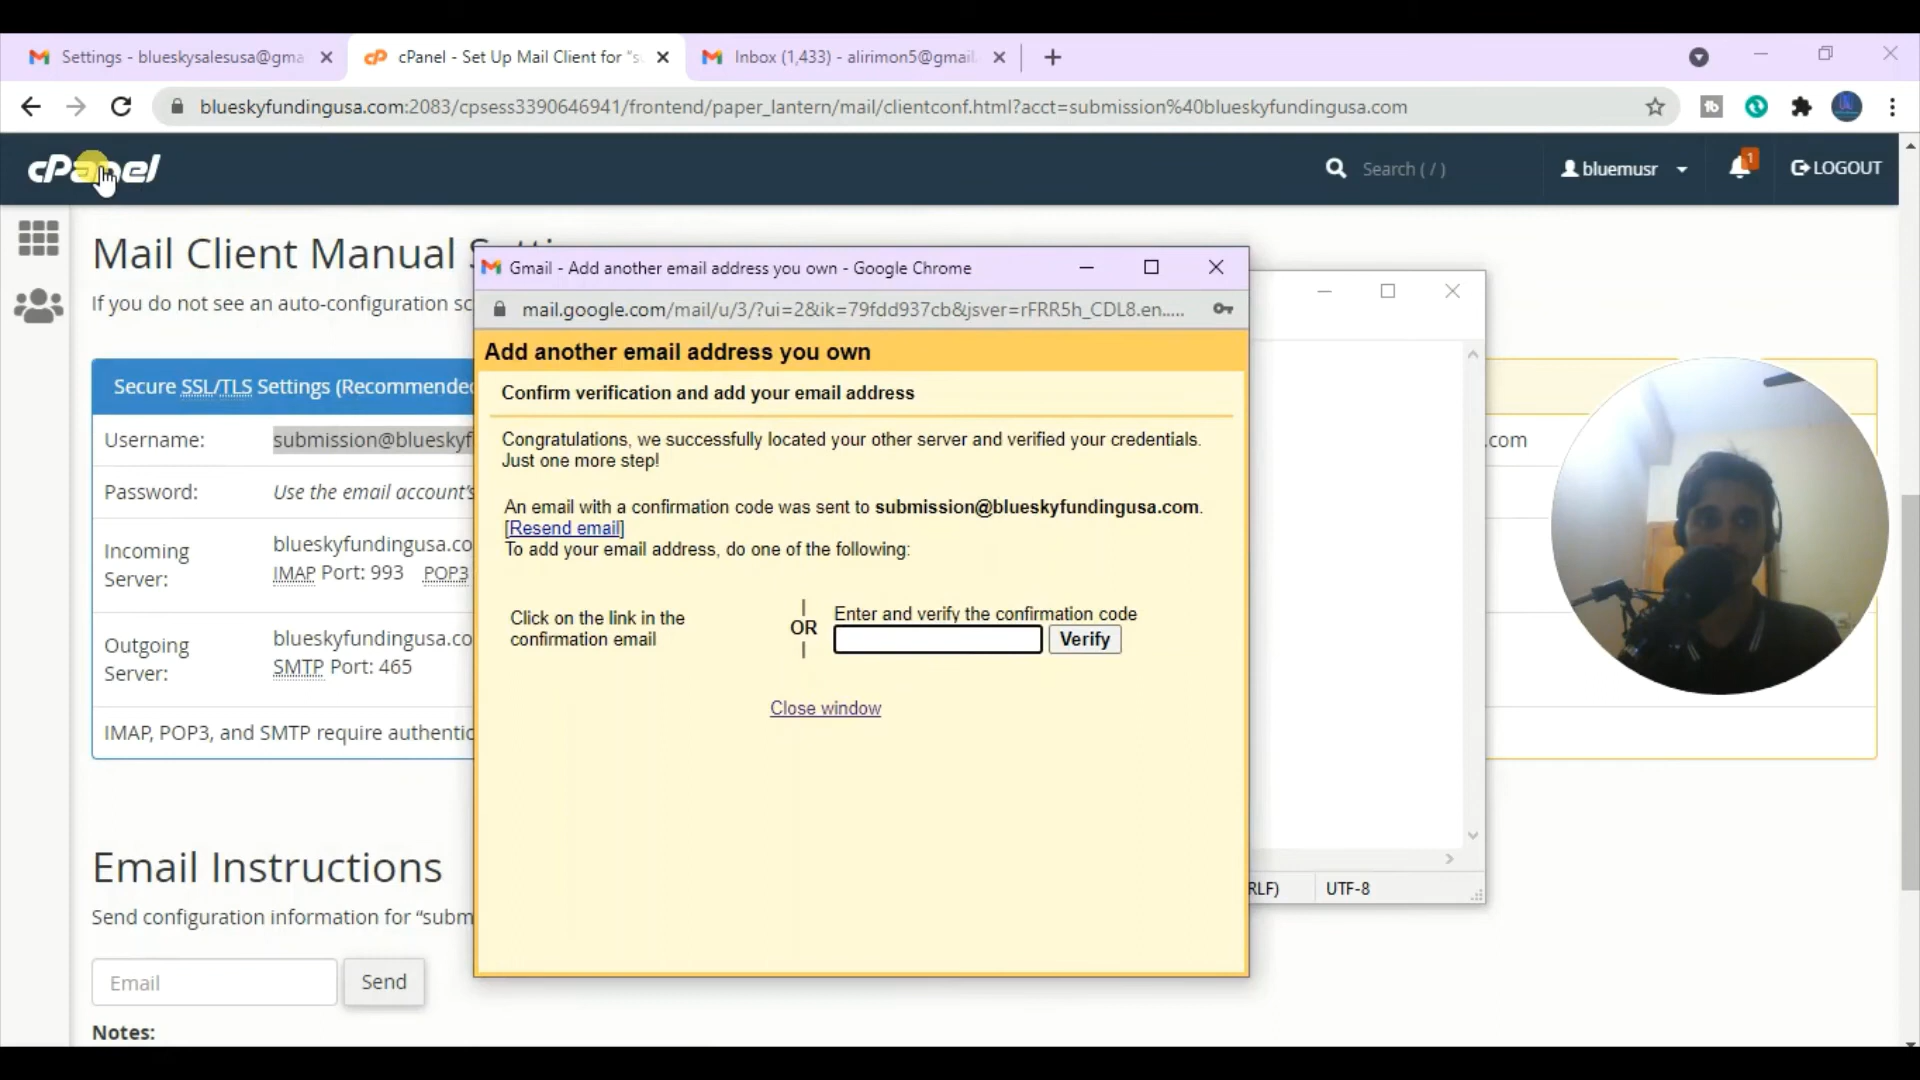 Settings - blueskysalesusa@gma
cPanel - Set Up Mail Client for "s
Inbox (1,433) - alirimon5@gmail.
blueskyfundingusa.com:2083/cpsess3390646941/frontend/paper_lantern/mail/clientconf.html?acct=submission%40blueskyfundingusa.com
cPanel
Search ( / )
bluemusr
1
LOGOUT
Mail Client Manual
If you do not see an auto-configuration sc
Secure SSL/TLS Settings (Recommended
Username:
submission@blueskyf
Password:
Use the email account's
Incoming
Server:
blueskyfundingusa.co
IMAP Port: 993 POP3
Outgoing
Server:
blueskyfundingusa.co
SMTP Port: 465
IMAP, POP3, and SMTP require authentic
Email Instructions
Send configuration information for “subm
Email
Send
Notes:
Gmail - Add another email address you own - Google Chrome
mail.google.com/mail/u/3/?ui=2&ik=79fdd937cb&jsver=rFRR5h_CDL8.en.....
Add another email address you own
Confirm verification and add your email address
Congratulations, we successfully located your other server and verified your credentials.
Just one more step!
An email with a confirmation code was sent to submission@blueskyfundingusa.com.
[Resend email]
To add your email address, do one of the following:
Click on the link in the
confirmation email
OR
Enter and verify the confirmation code
Verify
Close window
.com
RLF)
UTF-8